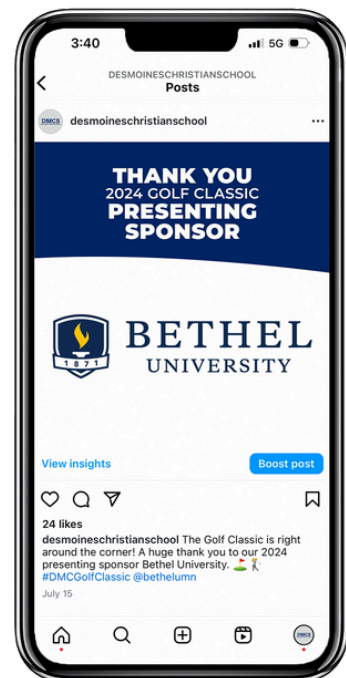 3:40
5G
DESMOINESCHRISTIANSCHOOL
Posts
DMCS
desmoineschristianschool
THANK YOU
2024 GOLF CLASSIC
PRESENTING
SPONSOR
1871
BETHEL
UNIVERSITY
View insights
Boost post
24 likes
desmoineschristianschool The Golf Classic is right
around the corner! A huge thank you to our 2024
presenting sponsor Bethel University. ⛳🏌
#DMCGolfClassic @bethelumn
July 15
DMCS